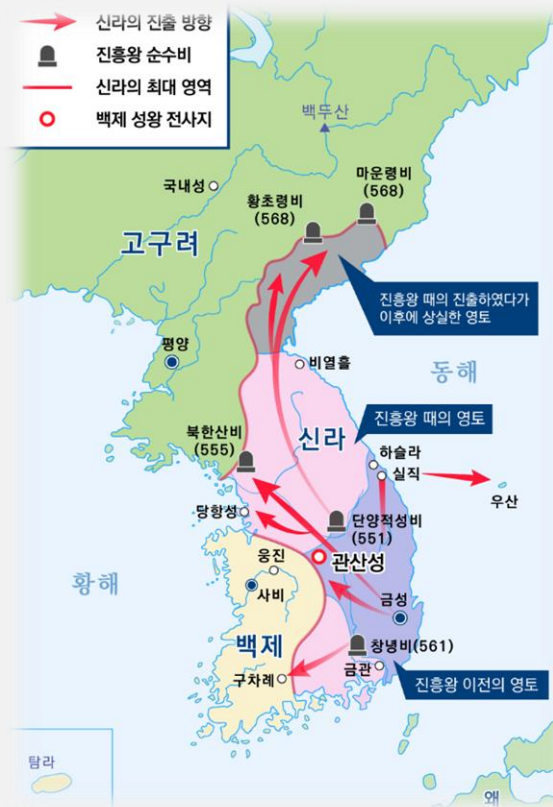 신라의 진출 방향
진흥왕 순수비
신라의 최대 영역
백제 성왕 전사지
백두산
국내성
마운령비
(568)
황초령비
(568)
고구려
진흥왕 때의 진출하였다가
이후에 상실한 영토
평양
비열홀
동해
진흥왕 때의 영토
신라
북한산비
(555)
하슬라
실직
우산
당항성
단양적성비
(551)
관산성
황해
웅진
사비
금성
백제
창녕비(561)
금관
구차례
진흥왕 이전의 영토
탐라
왜